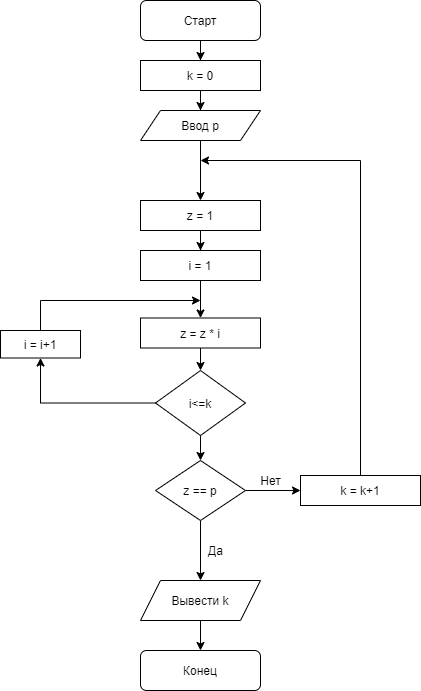 Старт
k = 0
Ввод p
z = 1
i = 1
z = z * i
i = i+1
i<=k
z == p
Нет
k = k+1
Да
Вывести k
Конец